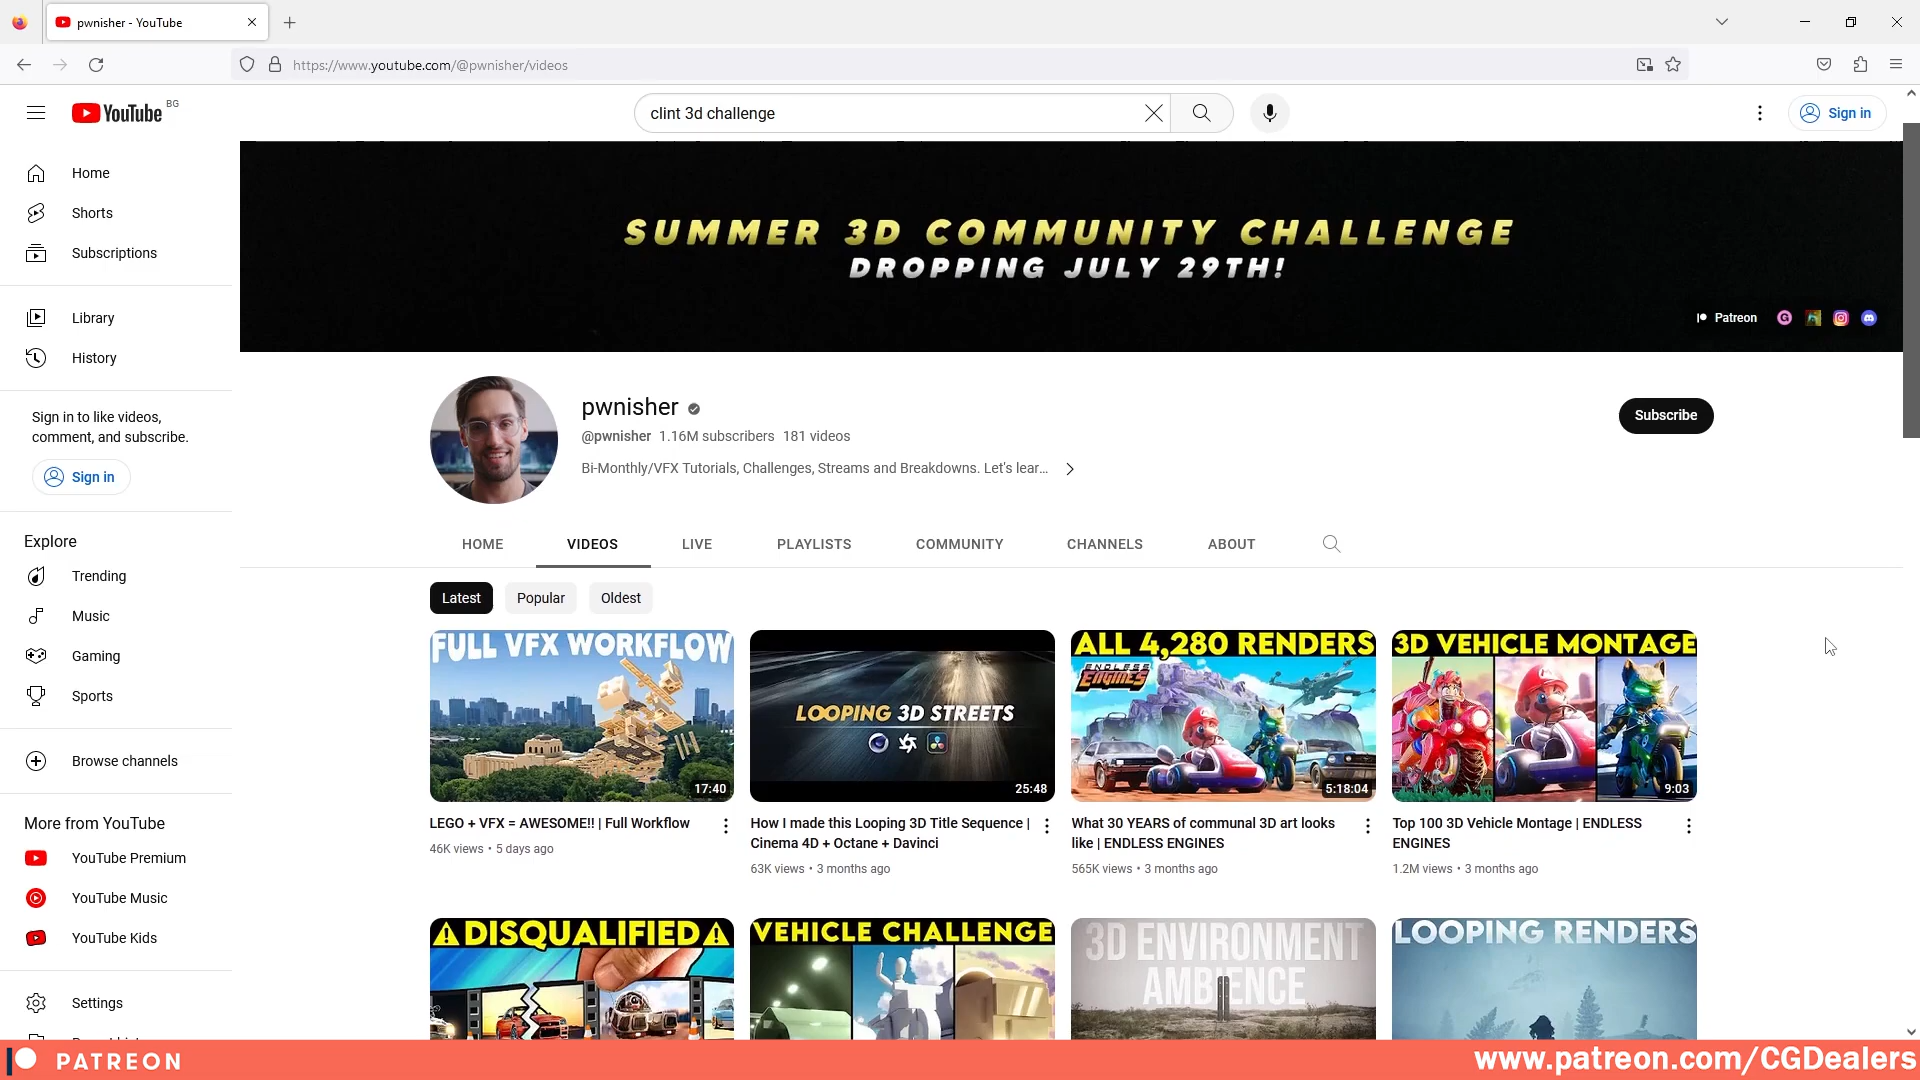 pwnisher - YouTube
https://www.youtube.com/@pwnisher/videos
YouTube BG
clint 3d challenge
Sign in
Home
Shorts
Subscriptions
Library
History
Sign in to like videos,
comment, and subscribe.
Sign in
Explore
Trending
Music
Gaming
Sports
Browse channels
More from YouTube
YouTube Premium
YouTube Music
YouTube Kids
Settings
SUMMER 3D COMMUNITY CHALLENGE
DROPPING JULY 29TH!
Patreon
pwnisher
@pwnisher 1.16M subscribers 181 videos
Bi-Monthly/VFX Tutorials, Challenges, Streams and Breakdowns. Let's lear...
Subscribe
HOME VIDEOS LIVE PLAYLISTS COMMUNITY CHANNELS ABOUT
Latest Popular Oldest
FULL VFX WORKFLOW
17:40
LEGO + VFX = AWESOME!! | Full Workflow
46K views • 5 days ago
LOOPING 3D STREETS
25:48
How I made this Looping 3D Title Sequence |
Cinema 4D + Octane + Davinci
63K views • 3 months ago
ALL 4,280 RENDERS
ENDLESS
ENGINES
5:18:04
What 30 YEARS of communal 3D art looks
like | ENDLESS ENGINES
565K views • 3 months ago
3D VEHICLE MONTAGE
9:03
Top 100 3D Vehicle Montage | ENDLESS
ENGINES
1.2M views • 3 months ago
DISQUALIFIED
VEHICLE CHALLENGE
3D ENVIRONMENT
AMBIENCE
LOOPING RENDERS
PATREON
www.patreon.com/CGDealers